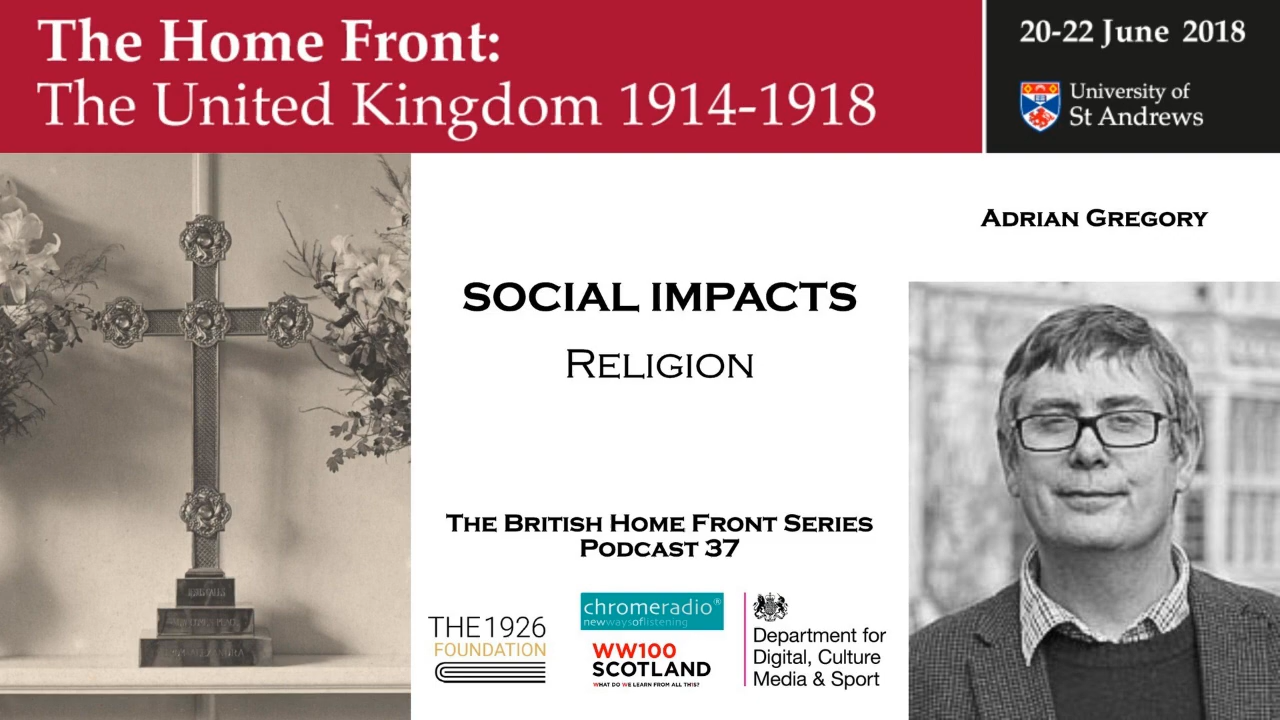 The Home Front:
The United Kingdom 1914-1918
20-22 June 2018
University of
St Andrews
ADRIAN GREGORY
SOCIAL IMPACTS
RELIGION
THE BRITISH HOME FRONT SERIES
PODCAST 37
THE1926
FOUNDATION
chromeradio®
newwaysoflistening
WW100
SCOTLAND
WHAT DO WE LEARN FROM ALL THIS?
Department for
Digital, Culture
Media & Sport